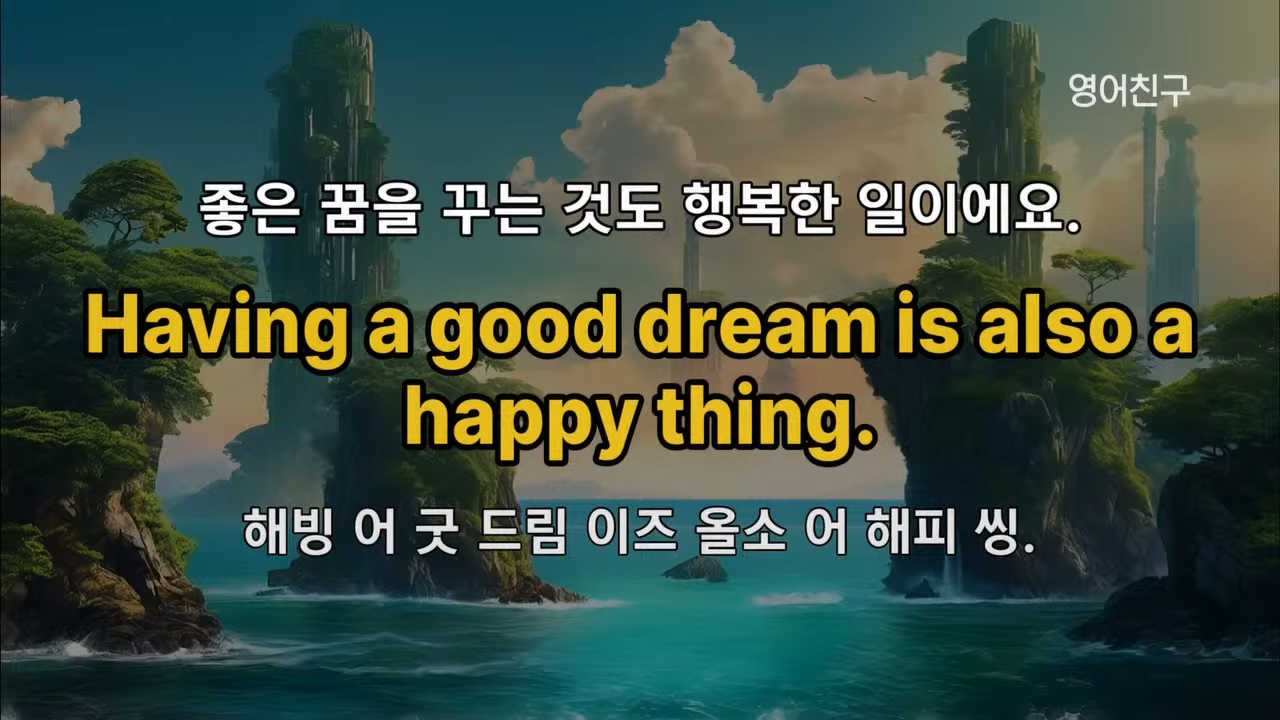 영어친구
좋은 꿈을 꾸는 것도 행복한 일이에요.
Having a good dream is also a
happy thing.
해빙 어 굿 드림 이즈 올소 어 해피 씽.